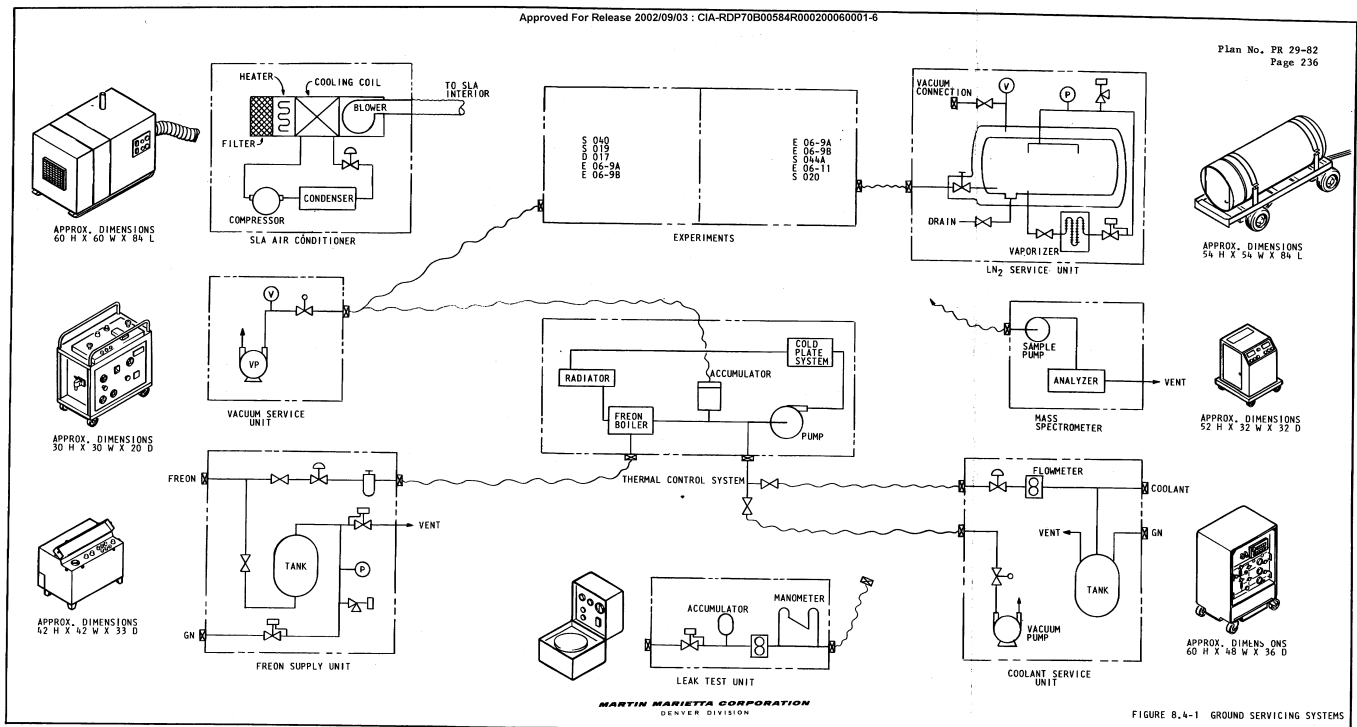 Approved For Release 2002/09/03 : CIA-RDP70B00584R000200060001-6
Plan No. PR 29-82
Page 236
HEATER
COOLING COIL
BLOWER
TO SLA
INTERIOR
FILTER
CONDENSER
COMPRESSOR
SLA AIR CONDITIONER
APPROX. DIMENSIONS
60 H X 60 W X 84 L
S 040
S 019
D 017
E 06-9A
E 06-9B
E 06-9A
E 06-9B
S 044A
E 06-11
S 020
EXPERIMENTS
VACUUM
CONNECTION
V
P
DRAIN
VAPORIZER
LN2 SERVICE UNIT
APPROX. DIMENSIONS
54 H X 54 W X 84 L
V
VP
VACUUM SERVICE
UNIT
APPROX. DIMENSIONS
30 H X 30 W X 20 D
COLD
PLATE
SYSTEM
RADIATOR
ACCUMULATOR
FREON
BOILER
PUMP
THERMAL CONTROL SYSTEM
SAMPLE
PUMP
ANALYZER
VENT
MASS
SPECTROMETER
APPROX. DIMENSIONS
52 H X 32 W X 32 D
FREON
VENT
TANK
P
GN
FREON SUPPLY UNIT
APPROX. DIMENSIONS
42 H X 42 W X 33 D
ACCUMULATOR
MANOMETER
LEAK TEST UNIT
FLOWMETER
COOLANT
VENT
GN
TANK
VACUUM
PUMP
COOLANT SERVICE
UNIT
APPROX. DIMENS ONS
60 H X 48 W X 36 D
MARTIN MARIETTA CORPORATION
DENVER DIVISION
FIGURE 8.4-1 GROUND SERVICING SYSTEMS